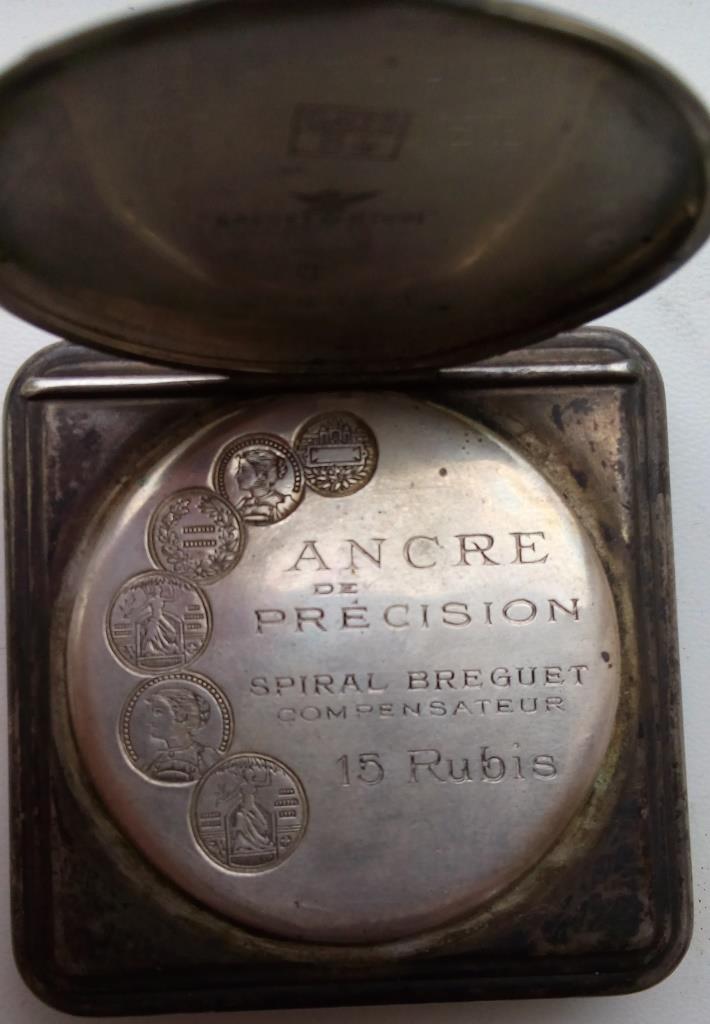 ANCRE
DE
PRÉCISION
SPIRAL BREGUET
COMPENSATEUR
15 Rubis